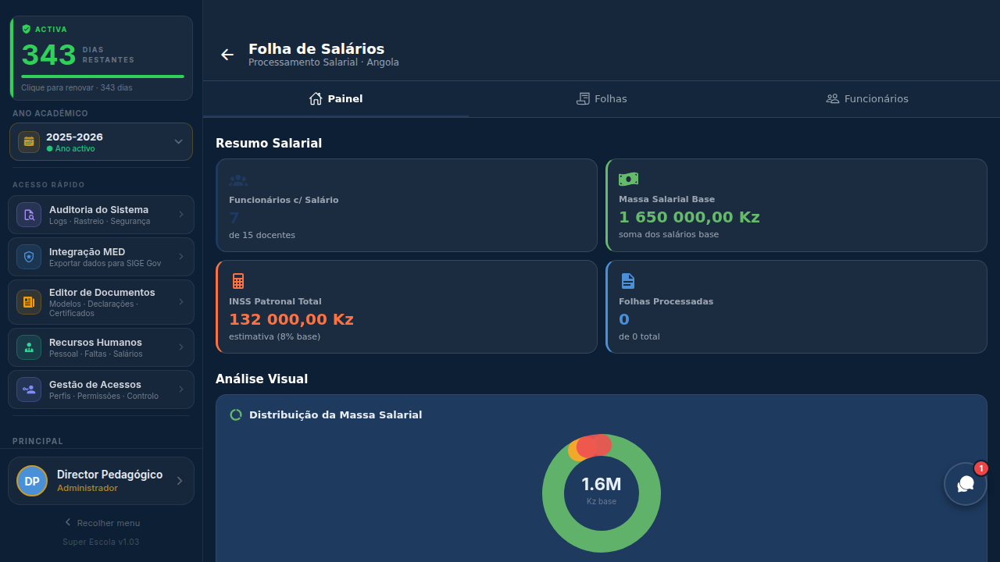 ACTIVA
343
DIAS
RESTANTES
Clique para renovar · 343 dias
ANO ACADÉMICO
2025-2026
Ano activo
ACESSO RÁPIDO
Auditoria do Sistema
Logs · Rastreio · Segurança
Integração MED
Exportar dados para SIGE Gov
Editor de Documentos
Modelos · Declarações ·
Certificados
Recursos Humanos
Pessoal · Faltas · Salários
Gestão de Acessos
Perfis · Permissões · Controlo
PRINCIPAL
DP
Director Pedagógico
Administrador
Recolher menu
Super Escola v1.03
Folha de Salários
Processamento Salarial · Angola
Painel
Folhas
Funcionários
Resumo Salarial
Funcionários c/ Salário
7
de 15 docentes
Massa Salarial Base
1 650 000,00 Kz
soma dos salários base
INSS Patronal Total
132 000,00 Kz
estimativa (8% base)
Folhas Processadas
0
de 0 total
Análise Visual
Distribuição da Massa Salarial
1.6M
Kz base
1